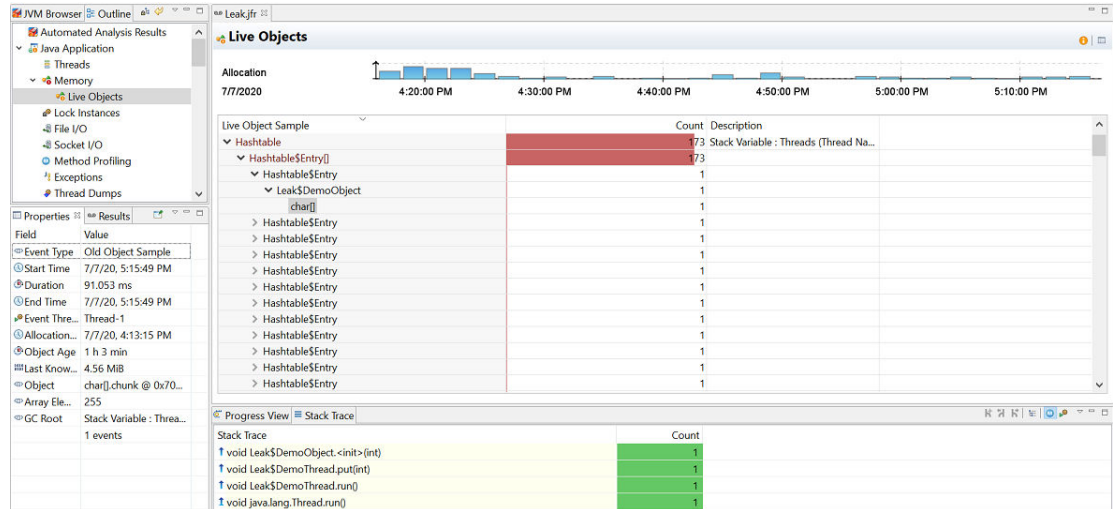 JVM Browser Outline
Automated Analysis Results
Java Application
Threads
Memory
Live Objects
Lock Instances
File I/O
Socket I/O
Method Profiling
Exceptions
Thread Dumps
Properties Results
Field Value
Event Type Old Object Sample
Start Time 7/7/20, 5:15:49 PM
Duration 91.053 ms
End Time 7/7/20, 5:15:49 PM
Event Thre... Thread-1
Allocation... 7/7/20, 4:13:15 PM
Object Age 1 h 3 min
Last Know... 4.56 MiB
Object char[].chunk @ 0x70...
Array Ele... 255
GC Root Stack Variable : Threa...
1 events
Leak.jfr
Live Objects
Allocation
7/7/2020 4:20:00 PM 4:30:00 PM 4:40:00 PM 4:50:00 PM 5:00:00 PM 5:10:00 PM
Live Object Sample Count Description
Hashtable 173 Stack Variable : Threads (Thread Na...
Hashtable$Entry[] 173
Hashtable$Entry 1
Leak$DemoObject 1
char[] 1
Hashtable$Entry 1
Hashtable$Entry 1
Hashtable$Entry 1
Hashtable$Entry 1
Hashtable$Entry 1
Hashtable$Entry 1
Hashtable$Entry 1
Hashtable$Entry 1
Hashtable$Entry 1
Hashtable$Entry 1
Hashtable$Entry 1
Progress View Stack Trace
Stack Trace Count
void Leak$DemoObject.<init>(int) 1
void Leak$DemoThread.put(int) 1
void Leak$DemoThread.run() 1
void java.lang.Thread.run() 1